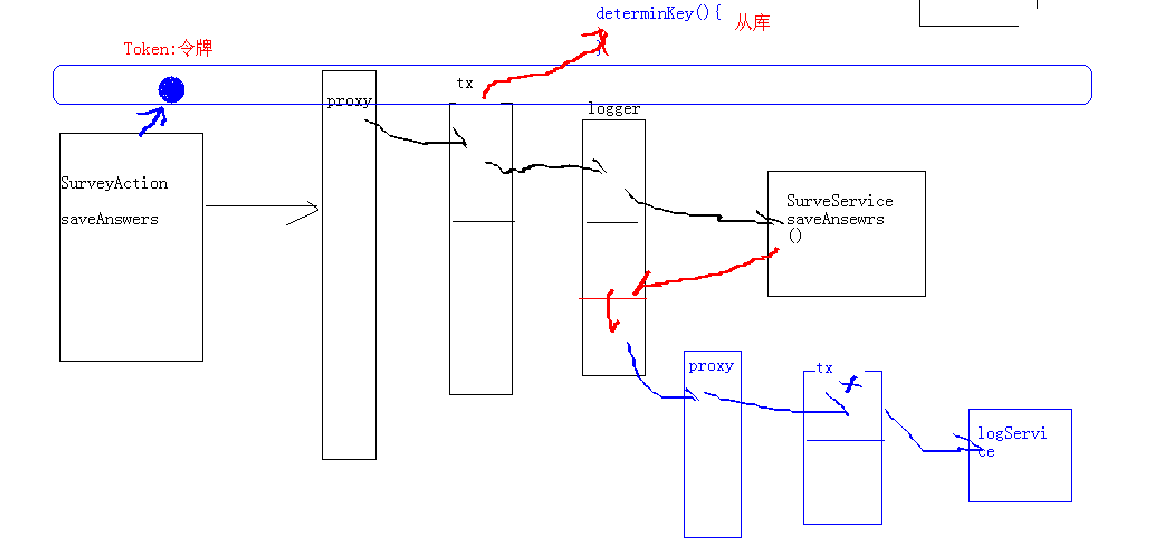 determinKey(){
从库
}
Token:令牌
tx
proxy
logger
SurveyAction
saveAnswers
SurveService
saveAnsewrs
()
proxy
tx
logServi
ce